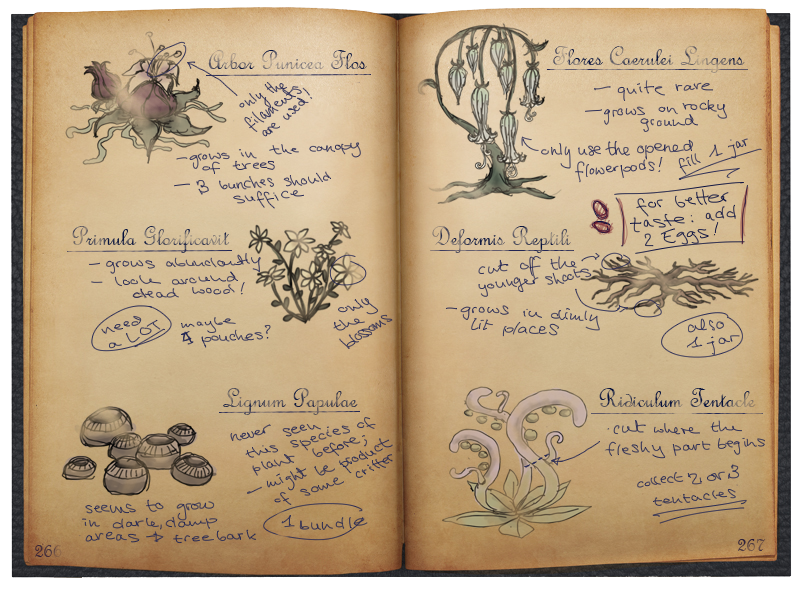 Arbor Punicea Flos
only the
filaments
are used!
- grows in the canopy
of trees
- 3 bunches should
suffice
Primula Glorificavit
- grows abundantly
- look around
dead wood!
need
a LOT
maybe
4 pouches?
only
the
blossoms
Lignum Papulae
never seen
this species of
plant before;
- might be product
of some critter
seems to grow
in dark, damp
areas → tree bark
1 bundle
266
Flores Caerulei Lingens
- quite rare
- grows on rocky
ground
only use the opened
flowerpods!
fill 1 jar
for better
taste: add
2 Eggs!
Deformis Reptili
cut off the
younger shoots
- grows in dimly
lit places
also
1 jar
Ridiculum Tentacle
· cut where the
fleshy part begins
collect 2 or 3
tentacles
267